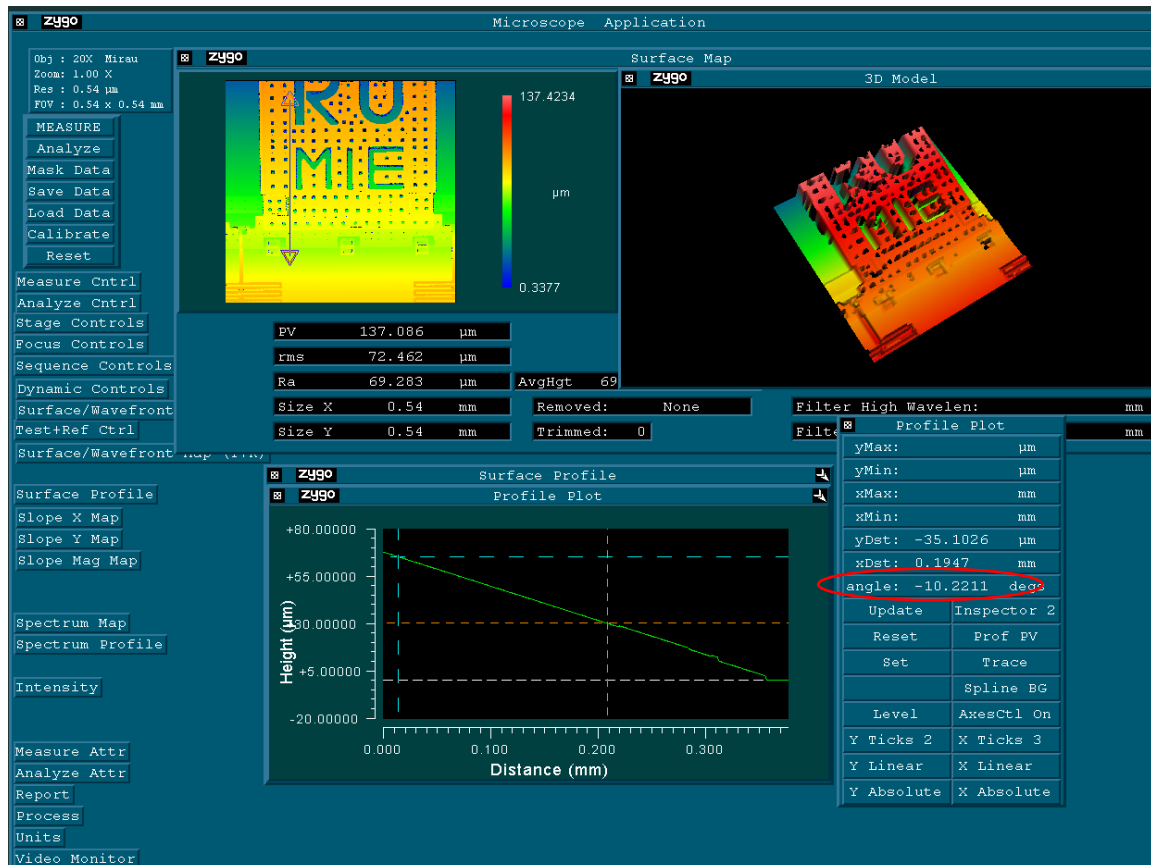 zygo Microscope Application
Obj : 20X Mirau
Zoom: 1.00 X
Res : 0.54 µm
FOV : 0.54 x 0.54 mm
MEASURE
Analyze
Mask Data
Save Data
Load Data
Calibrate
Reset
Measure Cntrl
Analyze Cntrl
Stage Controls
Focus Controls
Sequence Controls
Dynamic Controls
Surface/Wavefront
Test+Ref Ctrl
Surface/Wavefront Map (T+R)
Surface Profile
Slope X Map
Slope Y Map
Slope Mag Map
Spectrum Map
Spectrum Profile
Intensity
Measure Attr
Analyze Attr
Report
Process
Units
Video Monitor
zygo Surface Map
RU
MIE
137.4234
µm
0.3377
PV 137.086 µm
rms 72.462 µm
Ra 69.283 µm AvgHgt 69
Size X 0.54 mm Removed: None Filter High Wavelen: mm
Size Y 0.54 mm Trimmed: 0 Filte mm
zygo 3D Model
MIE
zygo Surface Profile
zygo Profile Plot
+80.00000
+55.00000
+30.00000
+5.00000
-20.00000
Height (µm)
0.000 0.100 0.200 0.300
Distance (mm)
Profile Plot
yMax: µm
yMin: µm
xMax: mm
xMin: mm
yDst: -35.1026 µm
xDst: 0.1947 mm
angle: -10.2211 degs
Update Inspector 2
Reset Prof PV
Set Trace
Spline BG
Level AxesCtl On
Y Ticks 2 X Ticks 3
Y Linear X Linear
Y Absolute X Absolute